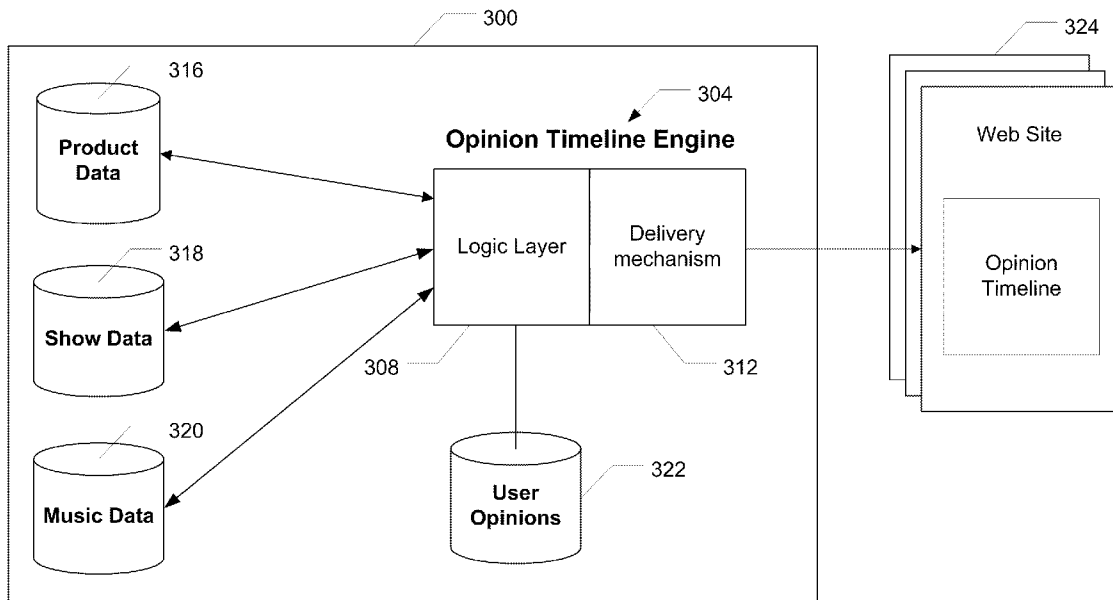 300
324
316
304
Opinion Timeline Engine
Product
Data
Web Site
Logic Layer
Delivery
mechanism
318
Opinion
Timeline
Show Data
308
312
320
322
Music Data
User
Opinions